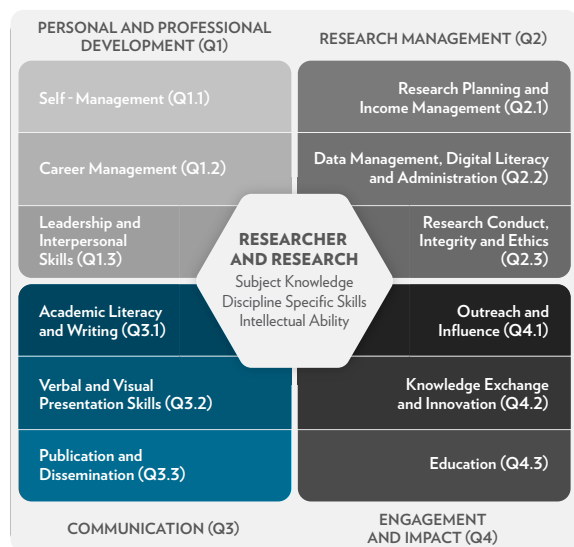 PERSONAL AND PROFESSIONAL
DEVELOPMENT (Q1)
RESEARCH MANAGEMENT (Q2)
Self-Management (Q1.1)
Career Management (Q1.2)
Leadership and
Interpersonal
Skills (Q1.3)
Research Planning and
Income Management (Q2.1)
Data Management, Digital Literacy
and Administration (Q2.2)
Research Conduct,
Integrity and Ethics
(Q2.3)
RESEARCHER
AND RESEARCH
Subject Knowledge
Discipline Specific Skills
Intellectual Ability
Academic Literacy
and Writing (Q3.1)
Verbal and Visual
Presentation Skills (Q3.2)
Publication and
Dissemination (Q3.3)
Outreach and
Influence (Q4.1)
Knowledge Exchange
and Innovation (Q4.2)
Education (Q4.3)
COMMUNICATION (Q3)
ENGAGEMENT
AND IMPACT (Q4)